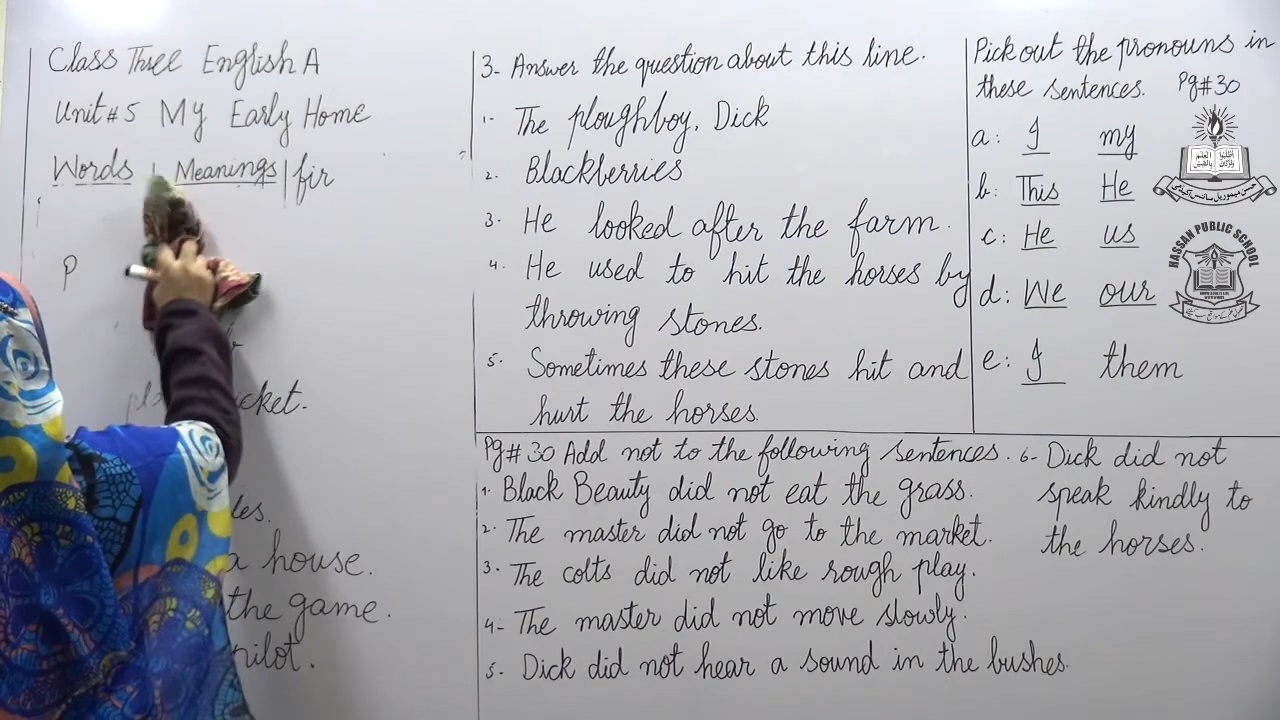 Class Three English A
Unit # 5 My Early Home
Words Meanings fir
p
icket.
les.
a house.
the game.
pilot.
3- Answer the question about this line.
1- The ploughboy, Dick
2. Blackberries
3. He looked after the farm.
4. He used to hit the horses by
throwing stones.
5. Sometimes these stones hit and
hurt the horses.
Pick out the pronouns in
these sentences. Pg#30
a: I my
b: This He
c: He us
d: We our
e: I them
Pg#30 Add not to the following sentences.
1. Black Beauty did not eat the grass.
2. The master did not go to the market.
3. The colts did not like rough play.
4- The master did not move slowly.
5- Dick did not hear a sound in the bushes.
6- Dick did not
speak kindly to
the horses.
HASSAN PUBLIC SCHOOL